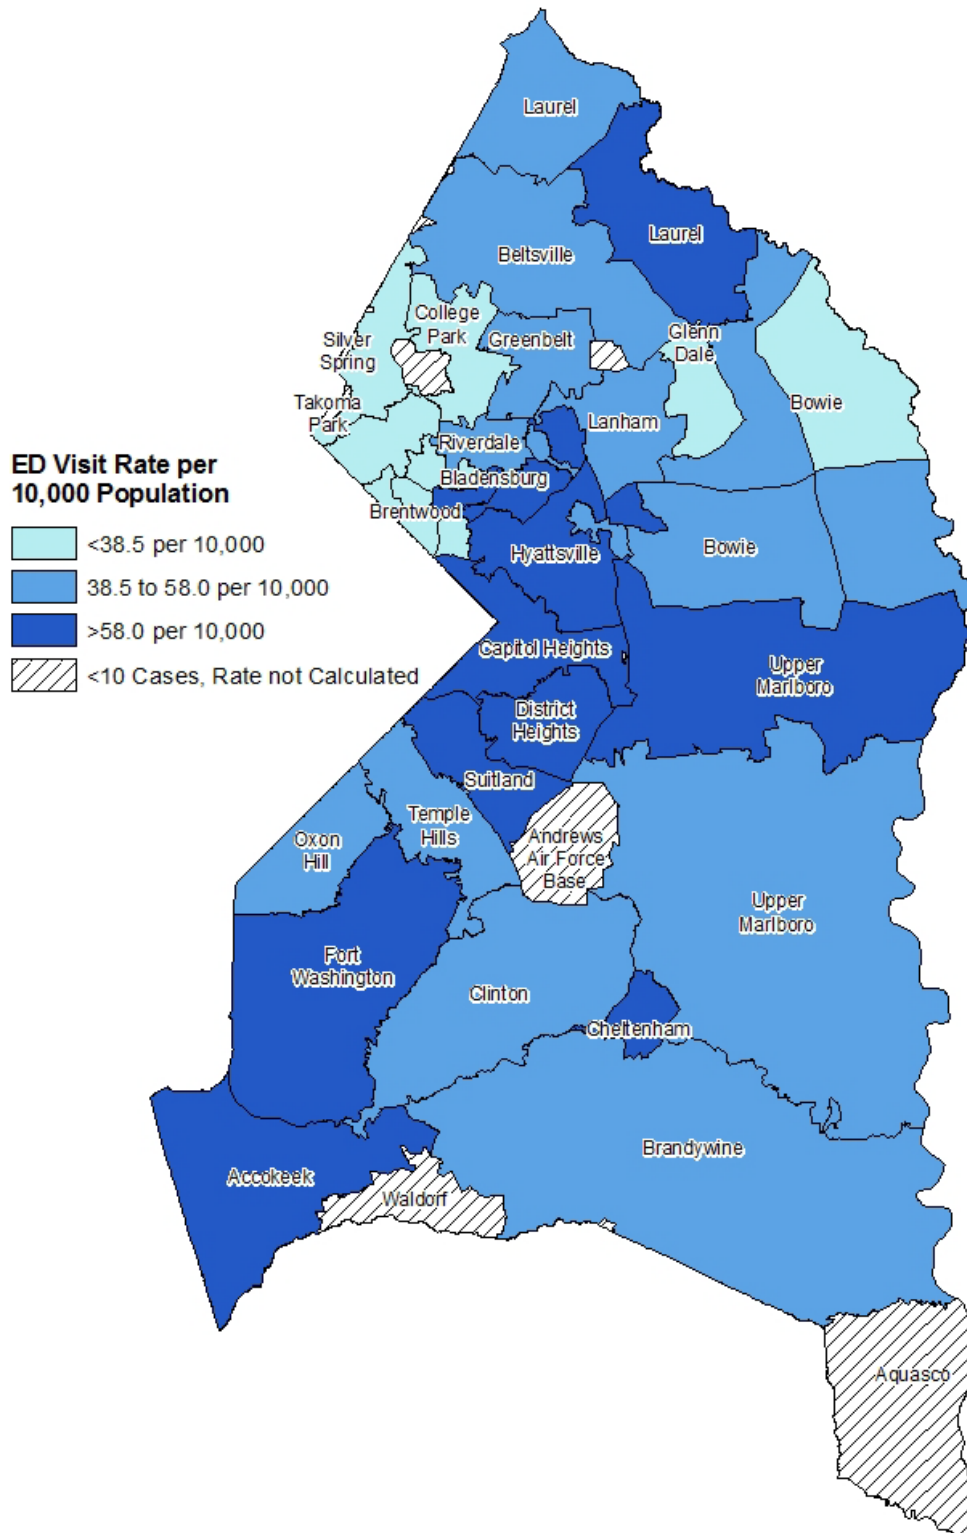 Laurel
Laurel
Beltsville
College
Park
Silver
Spring
Greenbelt
Glenn
Dale
Takoma
Park
Bowie
Lanham
Riverdale
Bladensburg
Brentwood
Hyattsville
Bowie
ED Visit Rate per
10,000 Population
<38.5 per 10,000
38.5 to 58.0 per 10,000
>58.0 per 10,000
<10 Cases, Rate not Calculated
Capitol Heights
Upper
Marlboro
District
Heights
Suitland
Temple
Hills
Oxon
Hill
Andrews
Air Force
Base
Upper
Marlboro
Fort
Washington
Clinton
Cheltenham
Brandywine
Accokeek
Waldorf
Aquasco